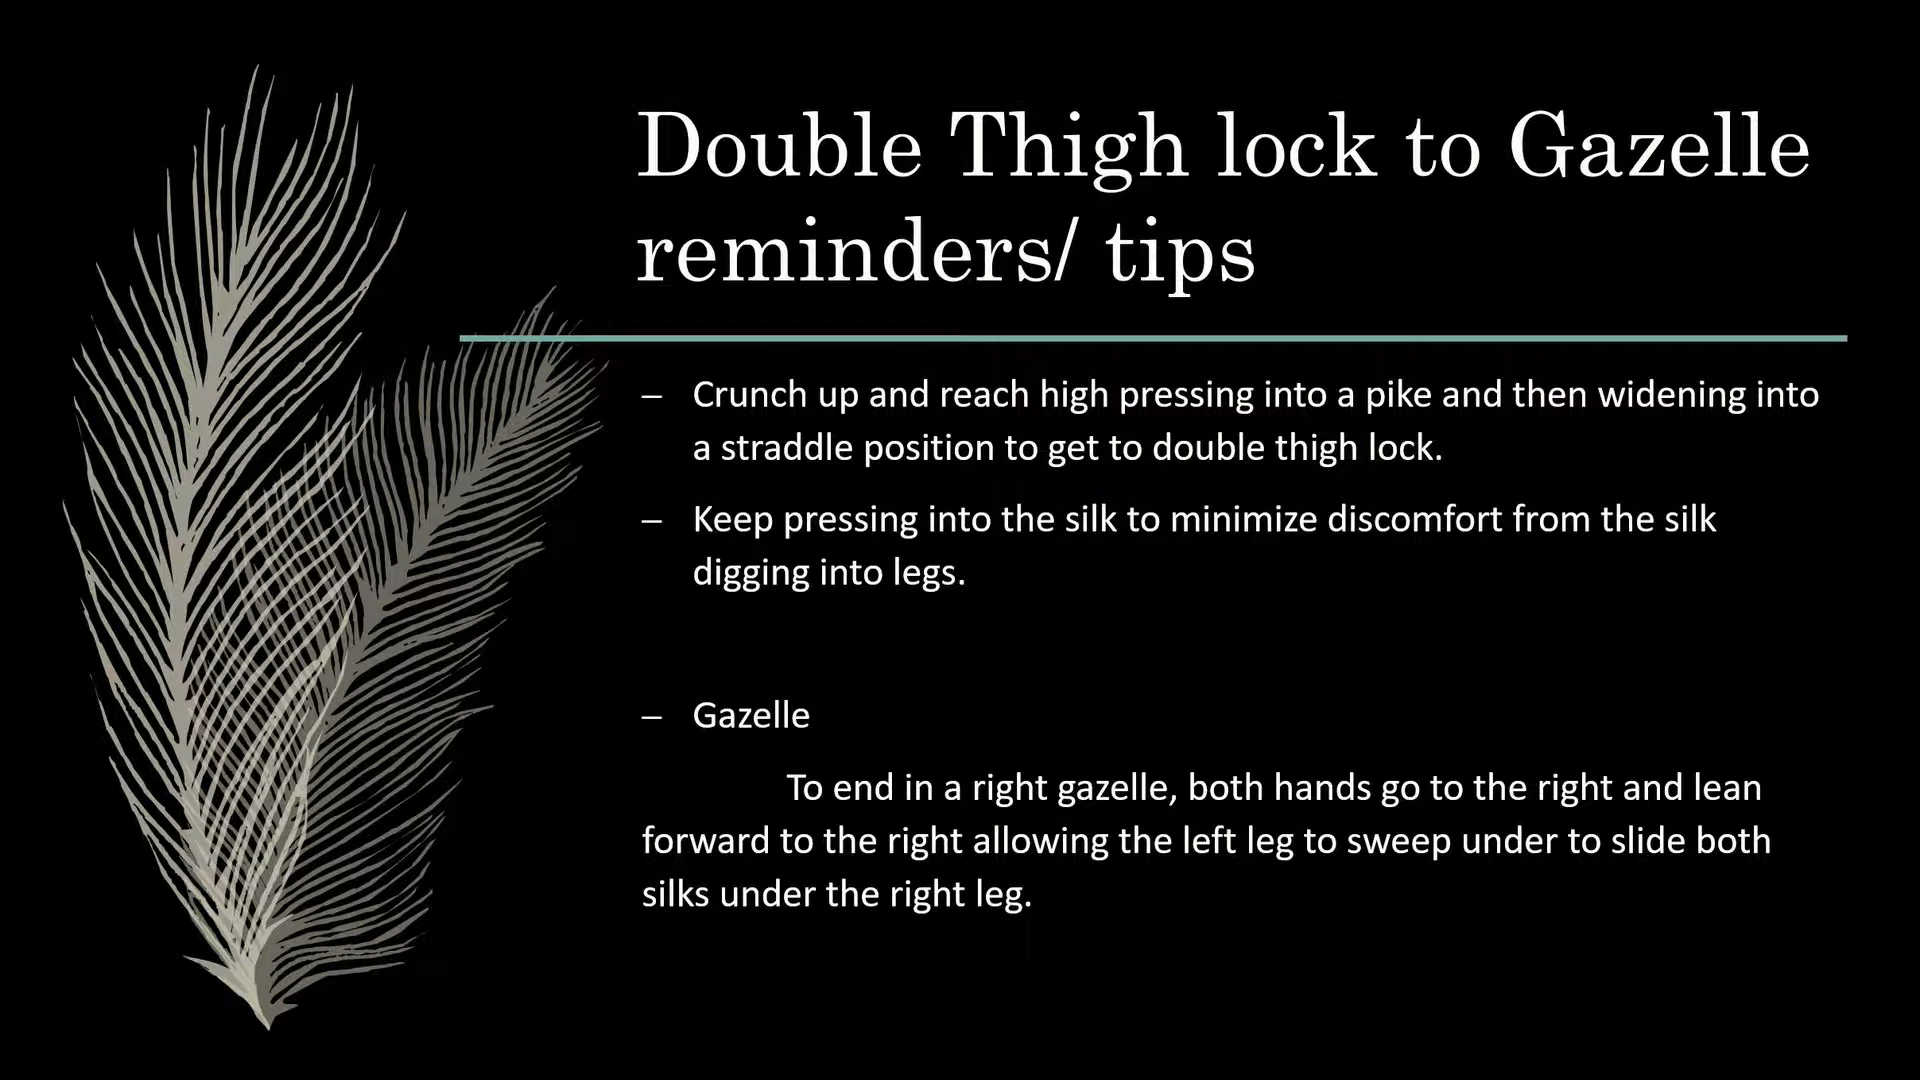 Double Thigh lock to Gazelle
reminders/ tips
– Crunch up and reach high pressing into a pike and then widening into
a straddle position to get to double thigh lock.
– Keep pressing into the silk to minimize discomfort from the silk
digging into legs.
– Gazelle
To end in a right gazelle, both hands go to the right and lean
forward to the right allowing the left leg to sweep under to slide both
silks under the right leg.